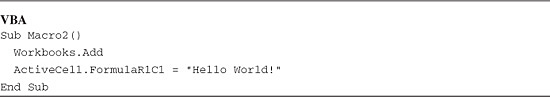 VBA
Sub Macro2()
  Workbooks.Add
  ActiveCell.FormulaR1C1 = "Hello World!"
End Sub